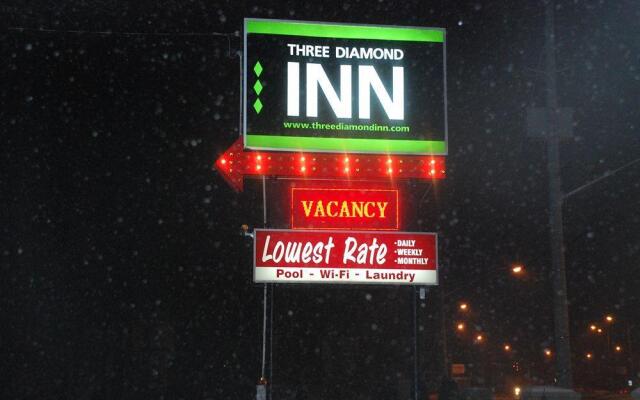 THREE DIAMOND
INN
www.threediamondinn.com
VACANCY
Lowest Rate
-DAILY
-WEEKLY
-MONTHLY
Pool - Wi-Fi - Laundry